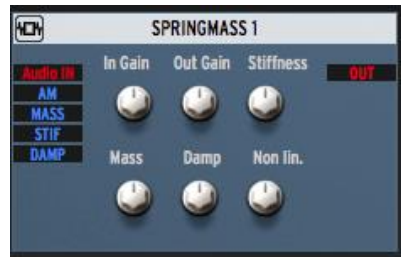 SPRINGMASS 1
In Gain Out Gain Stiffness
Audio IN
OUT
AM
MASS
STIF
DAMP
Mass Damp Non lin.